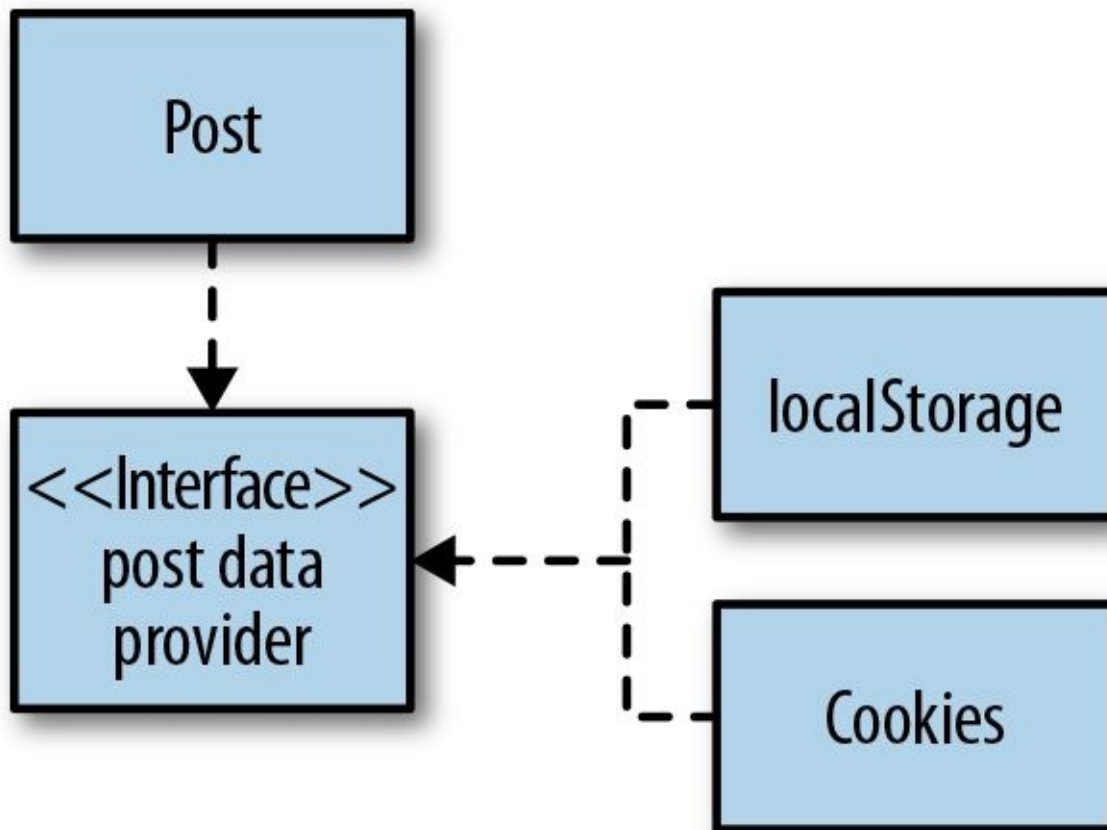 Post
<<Interface>>
post data
provider
localStorage
Cookies